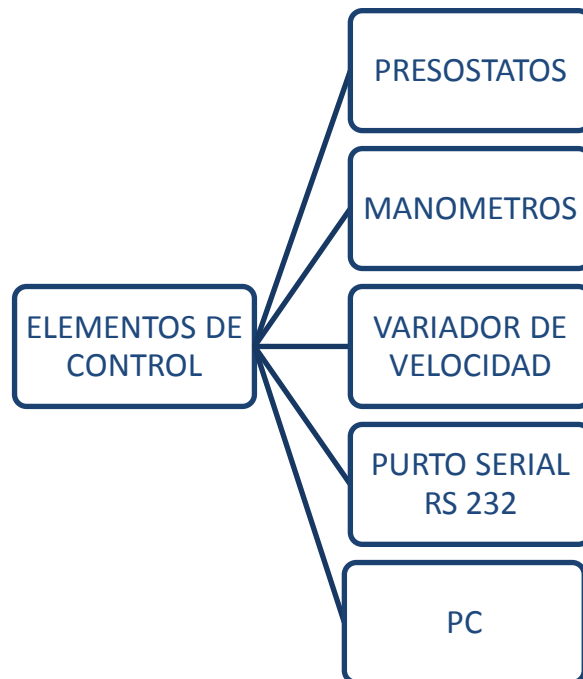 PRESOSTATOS
MANOMETROS
ELEMENTOS DE
CONTROL
VARIADOR DE
VELOCIDAD
PURTO SERIAL
RS 232
PC